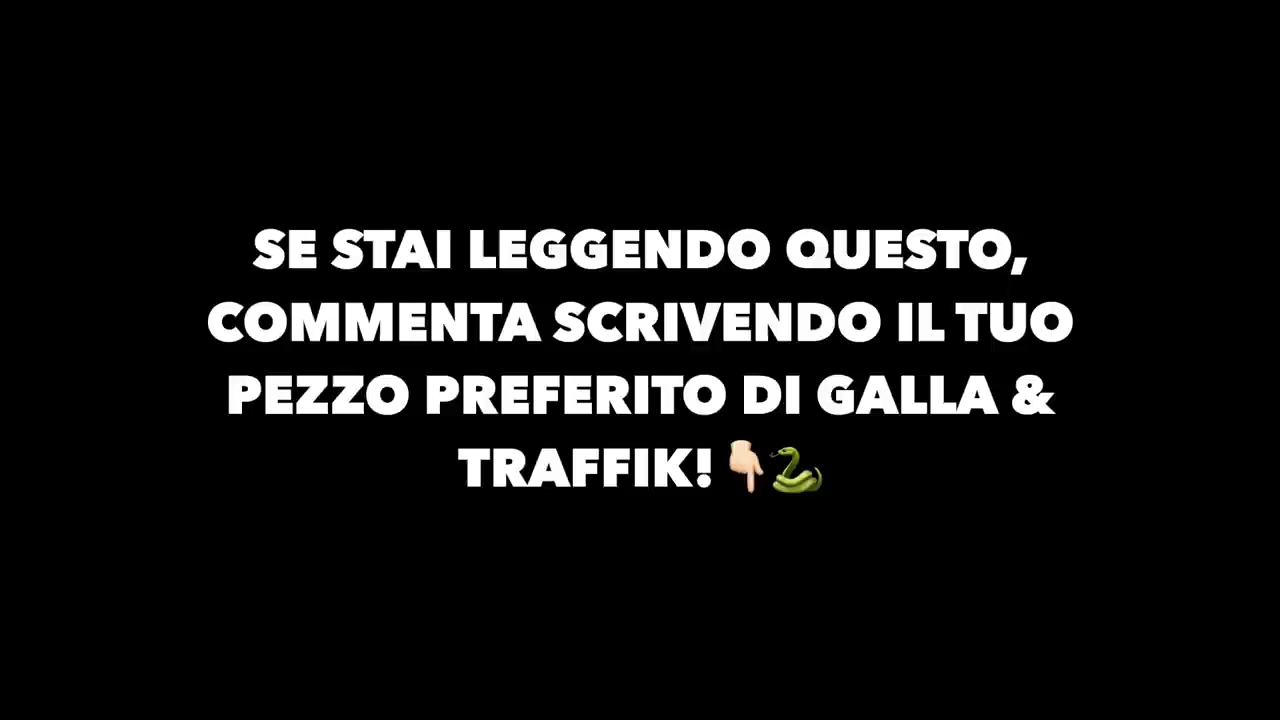 SE STAI LEGGENDO QUESTO,
COMMENTA SCRIVENDO IL TUO
PEZZO PREFERITO DI GALLA &
TRAFFIK! 👇🏻🐍